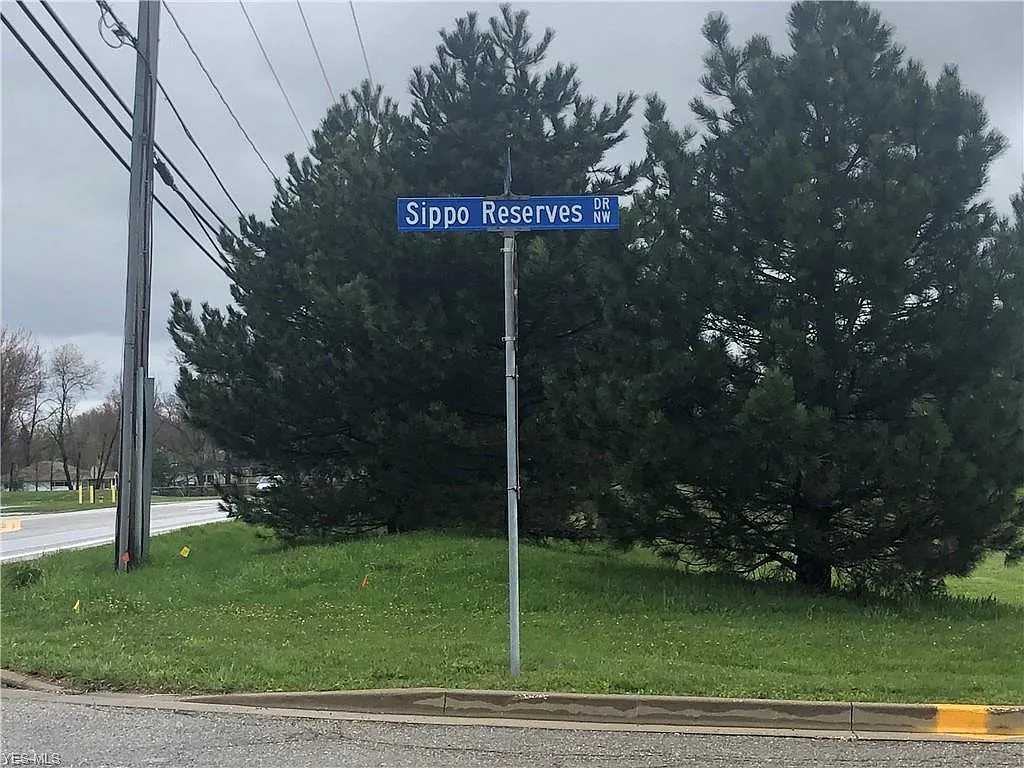 Sippo Reserves DR NW
YES-MLS